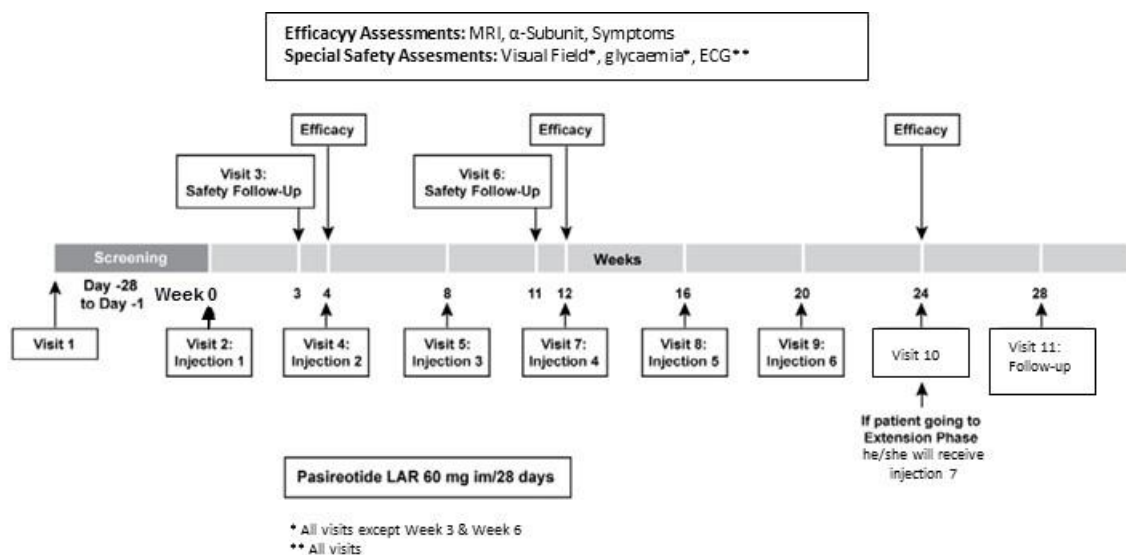 Efficacyy Assessments: MRI, α-Subunit, Symptoms
Special Safety Assesments: Visual Field*, glycaemia*, ECG**
Efficacy
Efficacy
Efficacy
Visit 3:
Safety Follow-Up
Visit 6:
Safety Follow-Up
Screening
Weeks
Day -28
to Day -1
Week 0
3
4
8
11
12
16
20
24
28
Visit 1
Visit 2:
Injection 1
Visit 4:
Injection 2
Visit 5:
Injection 3
Visit 7:
Injection 4
Visit 8:
Injection 5
Visit 9:
Injection 6
Visit 10
Visit 11:
Follow-up
If patient going to
Extension Phase
he/she will receive
injection 7
Pasireotide LAR 60 mg im/28 days
* All visits except Week 3 & Week 6
** All visits